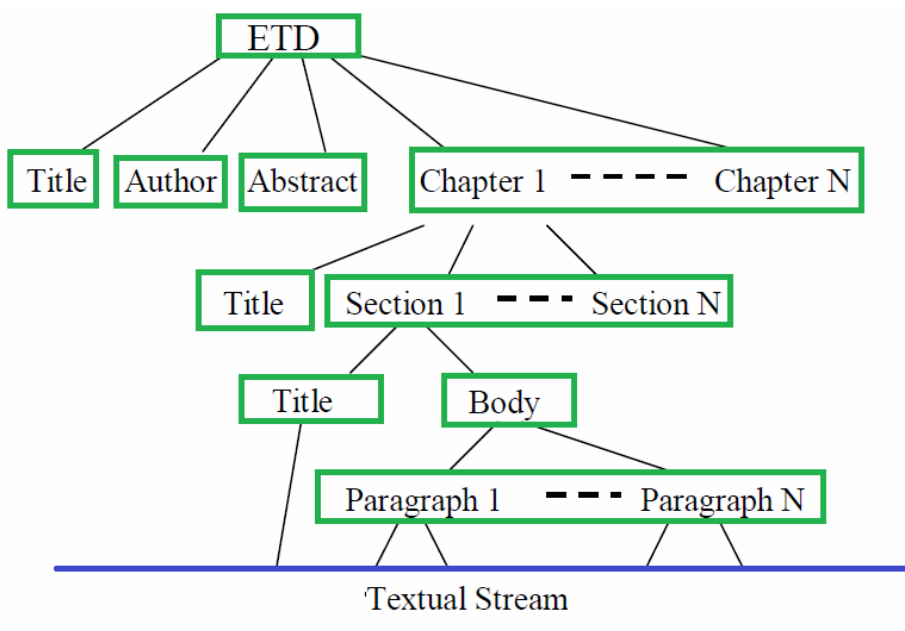 ETD
Title Author Abstract Chapter 1 Chapter N
Title Section 1 Section N
Title Body
Paragraph 1 Paragraph N
Textual Stream